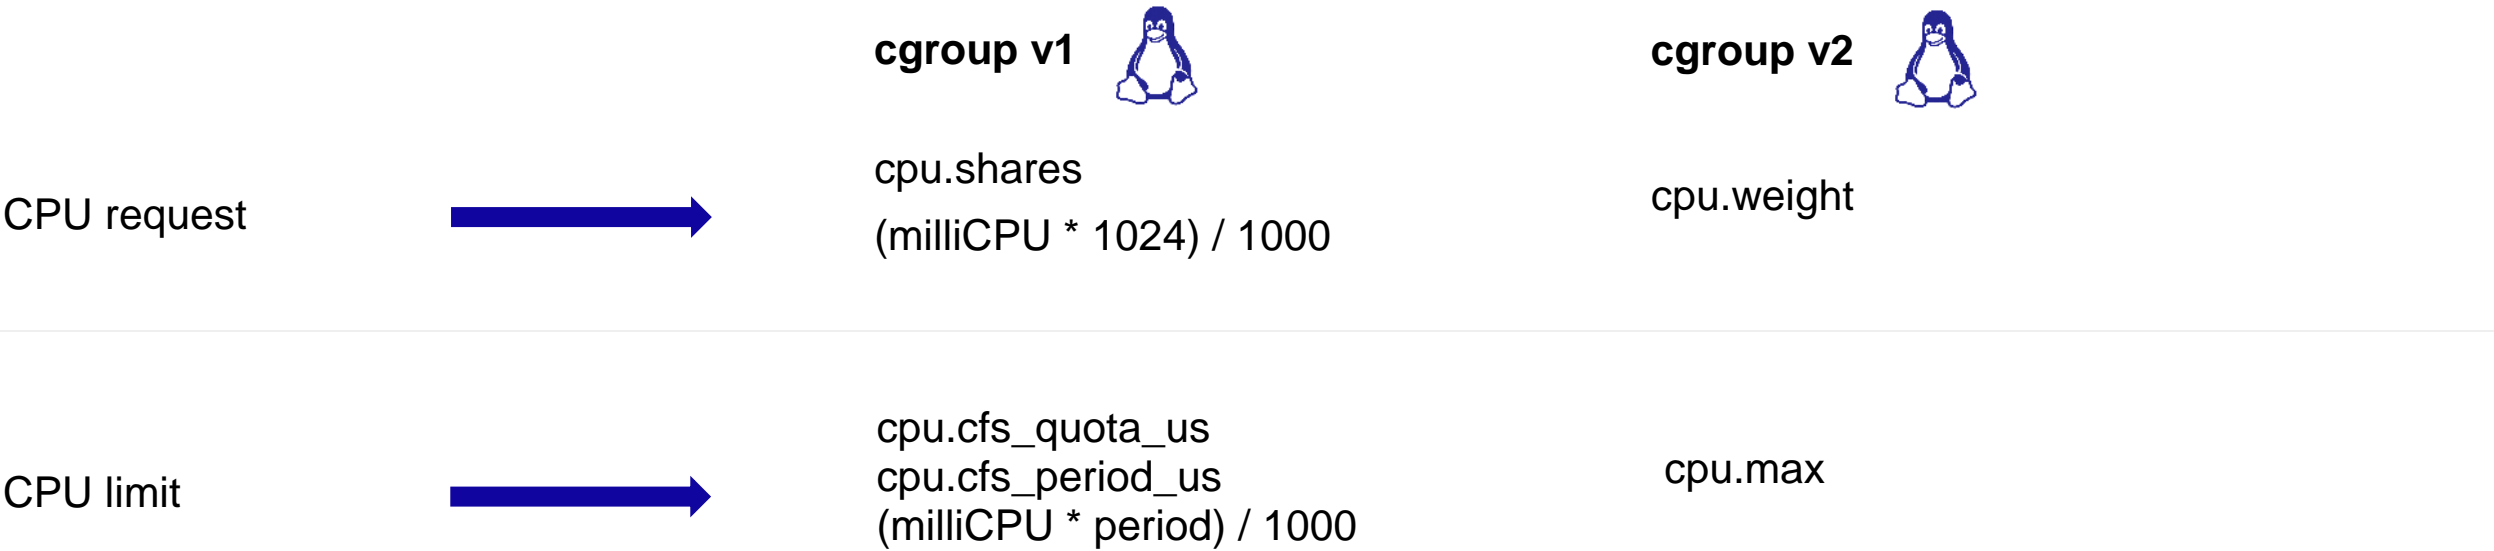 cgroup v1
cgroup v2
CPU request
cpu.shares
(milliCPU * 1024) / 1000
cpu.weight
CPU limit
cpu.cfs_quota_us
cpu.cfs_period_us
(milliCPU * period) / 1000
cpu.max